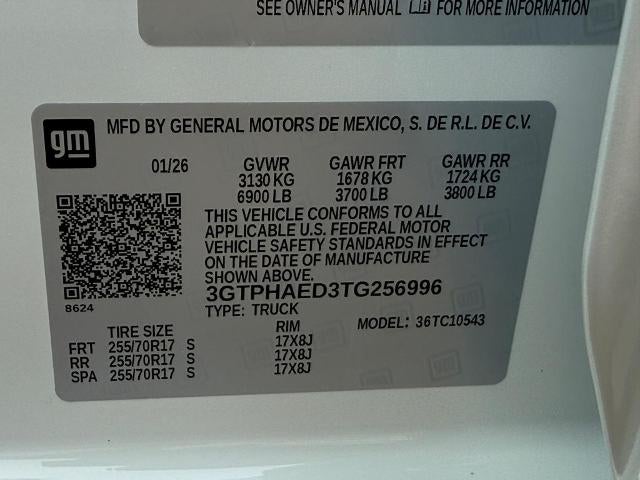 SEE OWNER'S MANUAL FOR MORE INFORMATION
gm
MFD BY GENERAL MOTORS DE MEXICO, S. DE R.L. DE C.V.
01/26 GVWR GAWR FRT GAWR RR
3130 KG 1678 KG 1724 KG
6900 LB 3700 LB 3800 LB
THIS VEHICLE CONFORMS TO ALL
APPLICABLE U.S. FEDERAL MOTOR
VEHICLE SAFETY STANDARDS IN EFFECT
ON THE DATE OF MANUFACTURE
SHOWN ABOVE.
3GTPHAED3TG256996
8624
TYPE: TRUCK MODEL: 36TC10543
TIRE SIZE RIM
FRT 255/70R17 S 17X8J
RR 255/70R17 S 17X8J
SPA 255/70R17 S 17X8J
gm